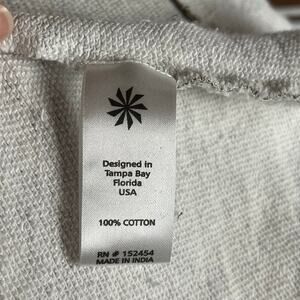 Designed in
Tampa Bay
Florida
USA
100% COTTON
RN # 152454
MADE IN INDIA